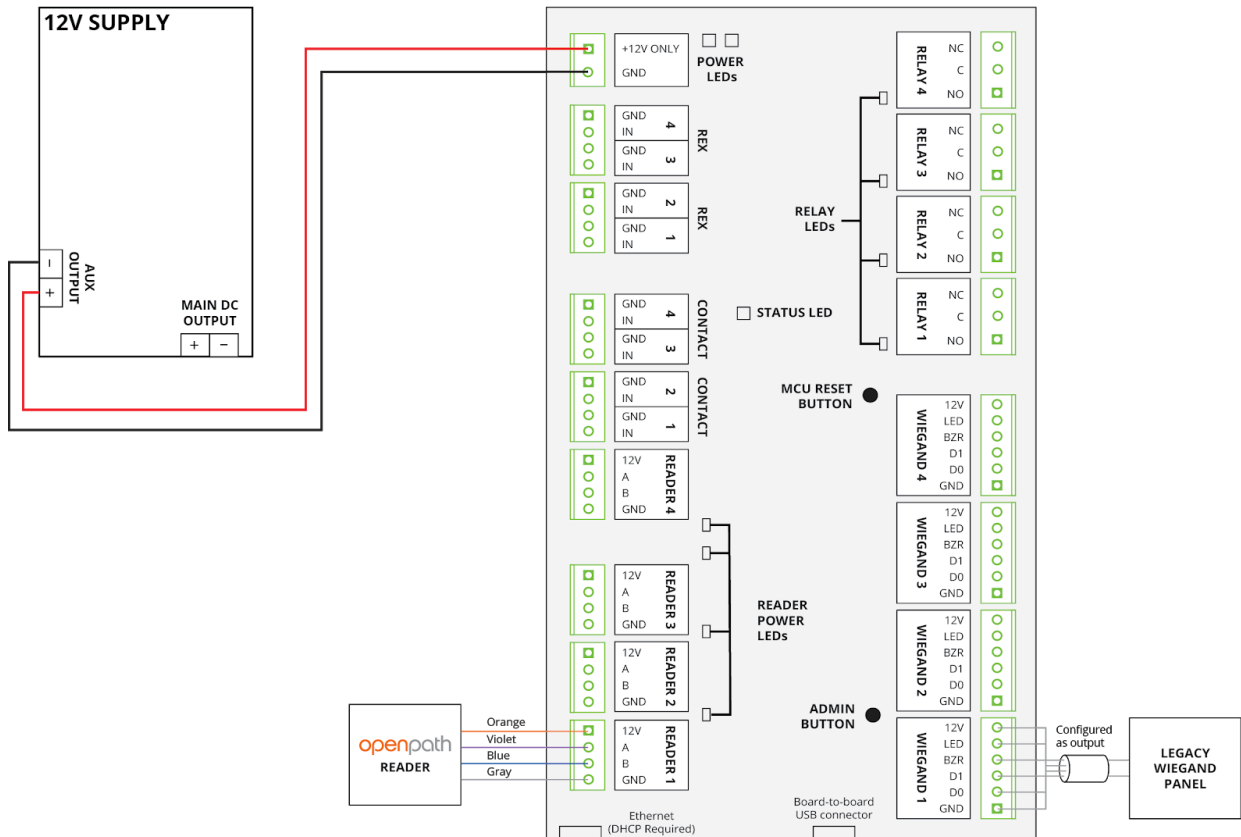 12V SUPPLY
AUX
OUTPUT
−
+
MAIN DC
OUTPUT
+ −
+12V ONLY
GND
POWER
LEDs
GND
IN
4
GND
IN
3
REX
GND
IN
2
GND
IN
1
REX
GND
IN
4
GND
IN
3
CONTACT
GND
IN
2
GND
IN
1
CONTACT
12V
A
B
GND
READER 4
12V
A
B
GND
READER 3
12V
A
B
GND
READER 2
12V
A
B
GND
READER 1
READER
POWER
LEDs
openpath
READER
Orange
Violet
Blue
Gray
Ethernet
(DHCP Required)
RELAY
LEDs
STATUS LED
MCU RESET
BUTTON
ADMIN
BUTTON
Board-to-board
USB connector
RELAY 4
NC
C
NO
RELAY 3
NC
C
NO
RELAY 2
NC
C
NO
RELAY 1
NC
C
NO
WIEGAND 4
12V
LED
BZR
D1
D0
GND
WIEGAND 3
12V
LED
BZR
D1
D0
GND
WIEGAND 2
12V
LED
BZR
D1
D0
GND
WIEGAND 1
12V
LED
BZR
D1
D0
GND
Configured
as output
LEGACY
WIEGAND
PANEL